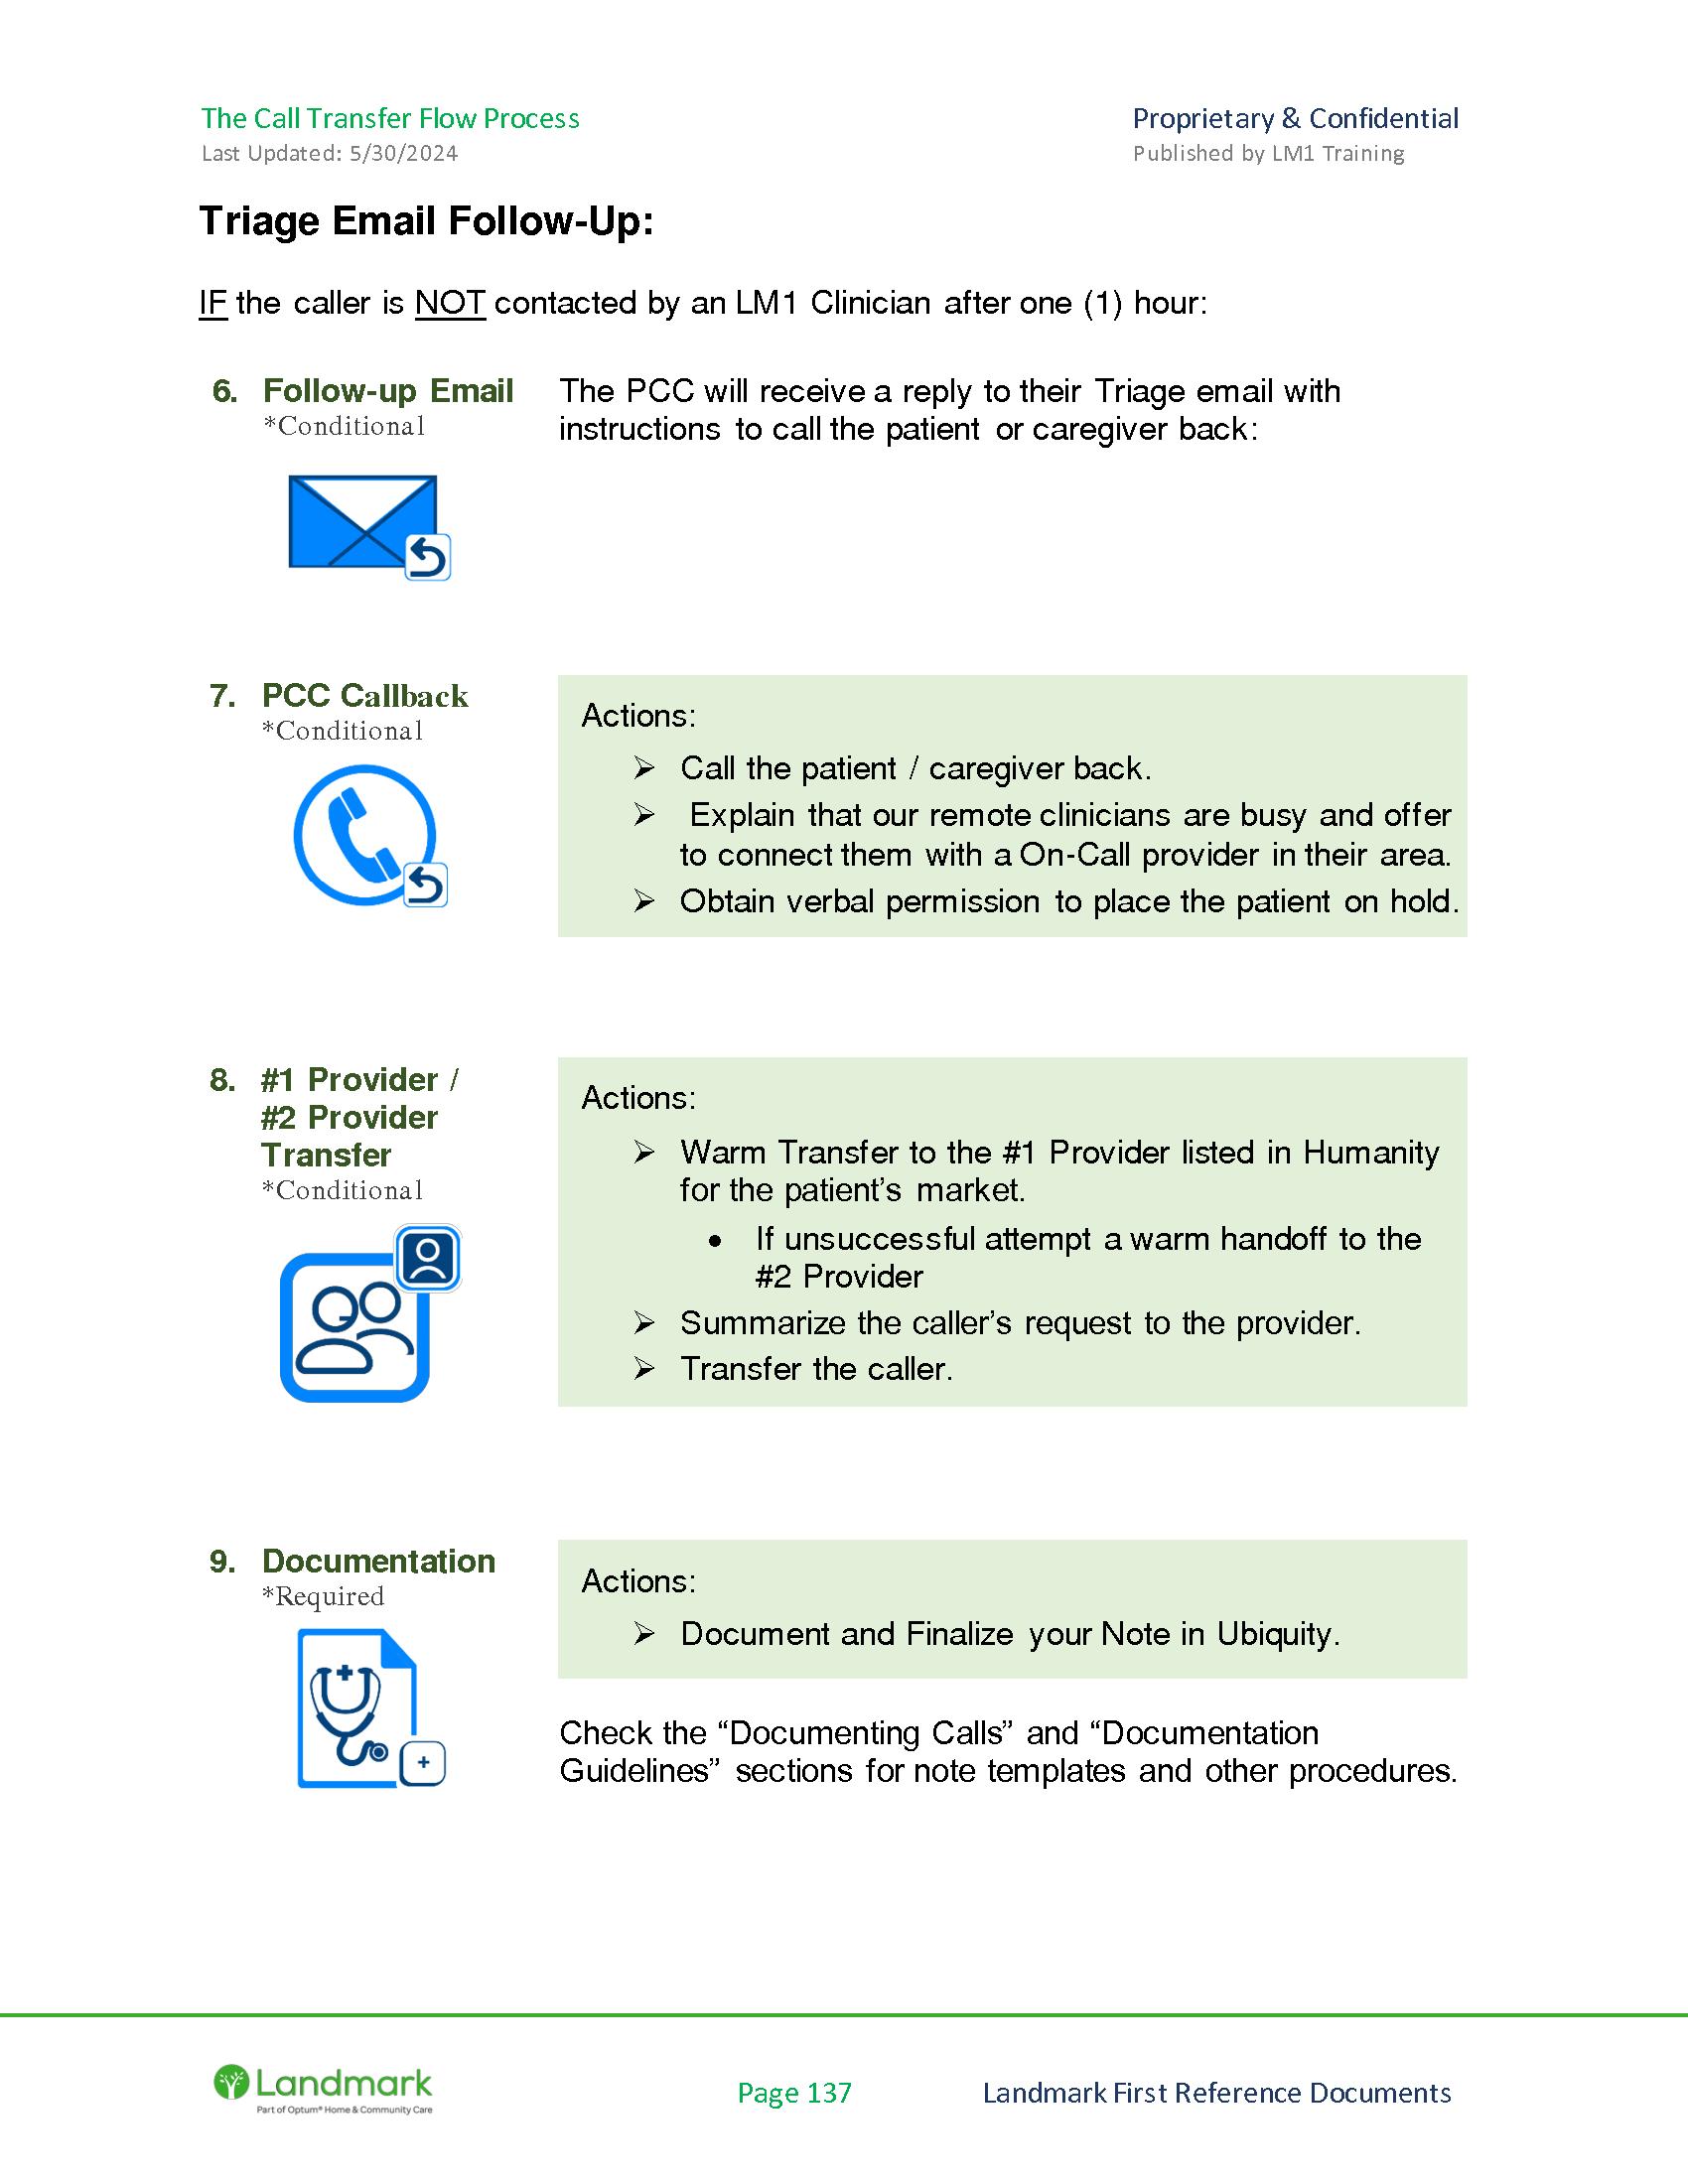 The Call Transfer Flow Process
Proprietary & Confidential
Last Updated: 5/30/2024
Published by LM1 Training
Triage Email Follow-Up:
IF the caller is NOT contacted by an LM1 Clinician after one (1) hour:
6. Follow-up Email
*Conditional
The PCC will receive a reply to their Triage email with
instructions to call the patient or caregiver back:
7. PCC Callback
*Conditional
Actions:
➢ Call the patient / caregiver back.
➢ Explain that our remote clinicians are busy and offer
to connect them with a On-Call provider in their area.
➢ Obtain verbal permission to place the patient on hold.
8. #1 Provider /
#2 Provider
Transfer
*Conditional
Actions:
➢ Warm Transfer to the #1 Provider listed in Humanity
for the patient’s market.
• If unsuccessful attempt a warm handoff to the
#2 Provider
➢ Summarize the caller’s request to the provider.
➢ Transfer the caller.
9. Documentation
*Required
Actions:
➢ Document and Finalize your Note in Ubiquity.
Check the “Documenting Calls” and “Documentation
Guidelines” sections for note templates and other procedures.
Landmark
Part of Optum® Home & Community Care
Page 137
Landmark First Reference Documents